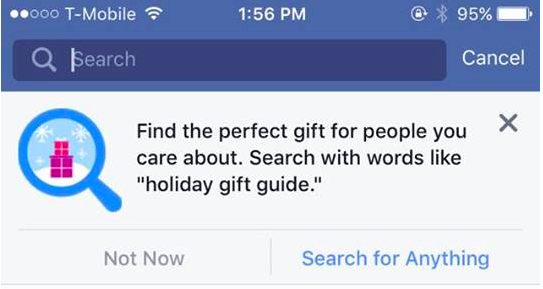 T-Mobile 1:56 PM 95%
Search Cancel
Find the perfect gift for people you
care about. Search with words like
"holiday gift guide."
Not Now Search for Anything